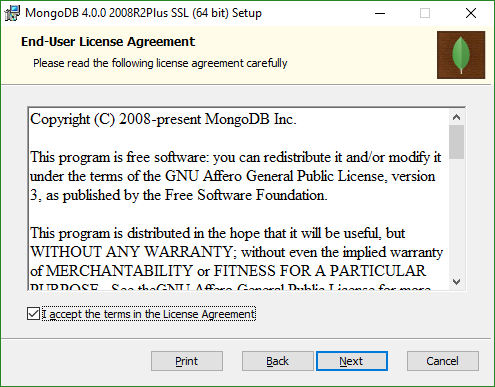 MongoDB 4.0.0 2008R2Plus SSL (64 bit) Setup
End-User License Agreement
Please read the following license agreement carefully
Copyright (C) 2008-present MongoDB Inc.
This program is free software: you can redistribute it and/or modify it
under the terms of the GNU Affero General Public License, version
3, as published by the Free Software Foundation.
This program is distributed in the hope that it will be useful, but
WITHOUT ANY WARRANTY; without even the implied warranty
of MERCHANTABILITY or FITNESS FOR A PARTICULAR
PURPOSE. See theGNU Affero General Public License for more
I accept the terms in the License Agreement
Print
Back
Next
Cancel